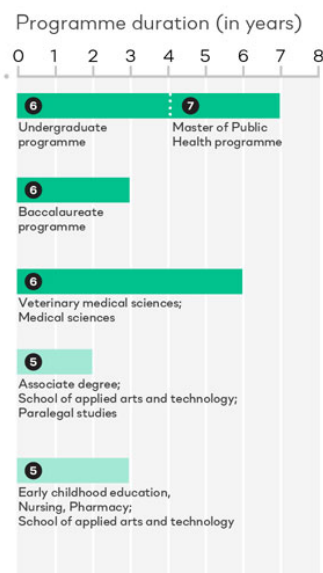 Programme duration (in years)
0 1 2 3 4 5 6 7 8
6 7
Undergraduate programme
Master of Public Health programme
6
Baccalaureate
programme
6
Veterinary medical sciences;
Medical sciences
5
Associate degree;
School of applied arts and technology;
Paralegal studies
5
Early childhood education,
Nursing, Pharmacy;
School of applied arts and technology